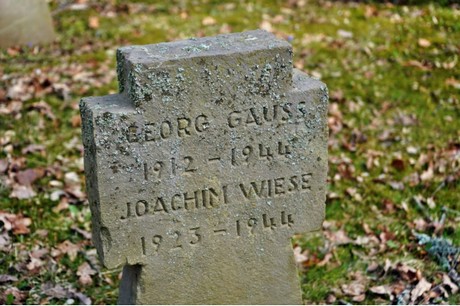 GEORG GAUSS
1912 - 1944
JOACHIM WIESE
1923 - 1944